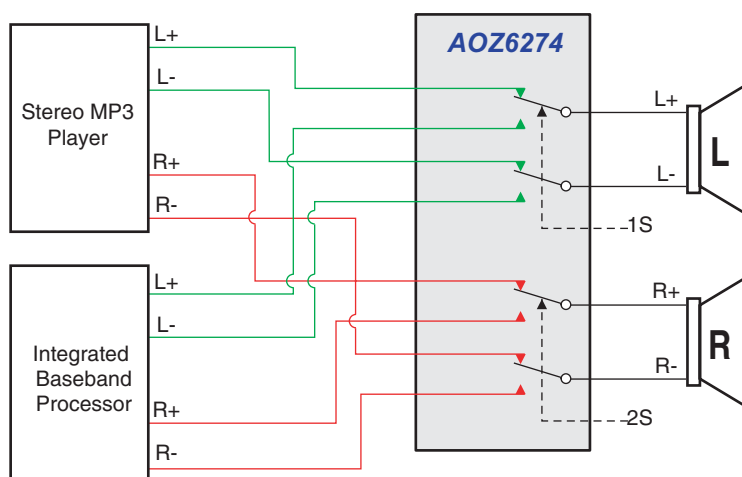 L+
AOZ6274
L-
Stereo MP3
Player
R+
R-
L+
L-
L
1S
L+
L-
Integrated
Baseband
Processor
R+
R-
R+
R-
R
2S